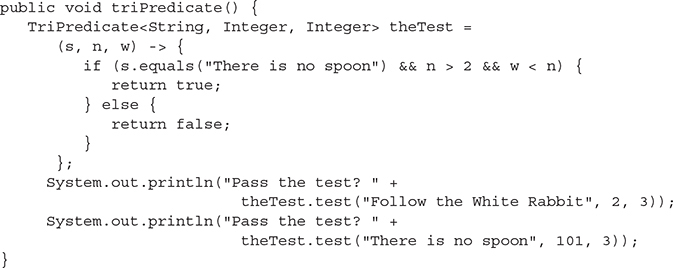 public void triPredicate() {
   TriPredicate<String, Integer, Integer> theTest =
      (s, n, w) -> {
         if (s.equals("There is no spoon") && n > 2 && w < n) {
            return true;
         } else {
            return false;
         }
      };
     System.out.println("Pass the test? " +
                          theTest.test("Follow the White Rabbit", 2, 3));
     System.out.println("Pass the test? " +
                          theTest.test("There is no spoon", 101, 3));
}